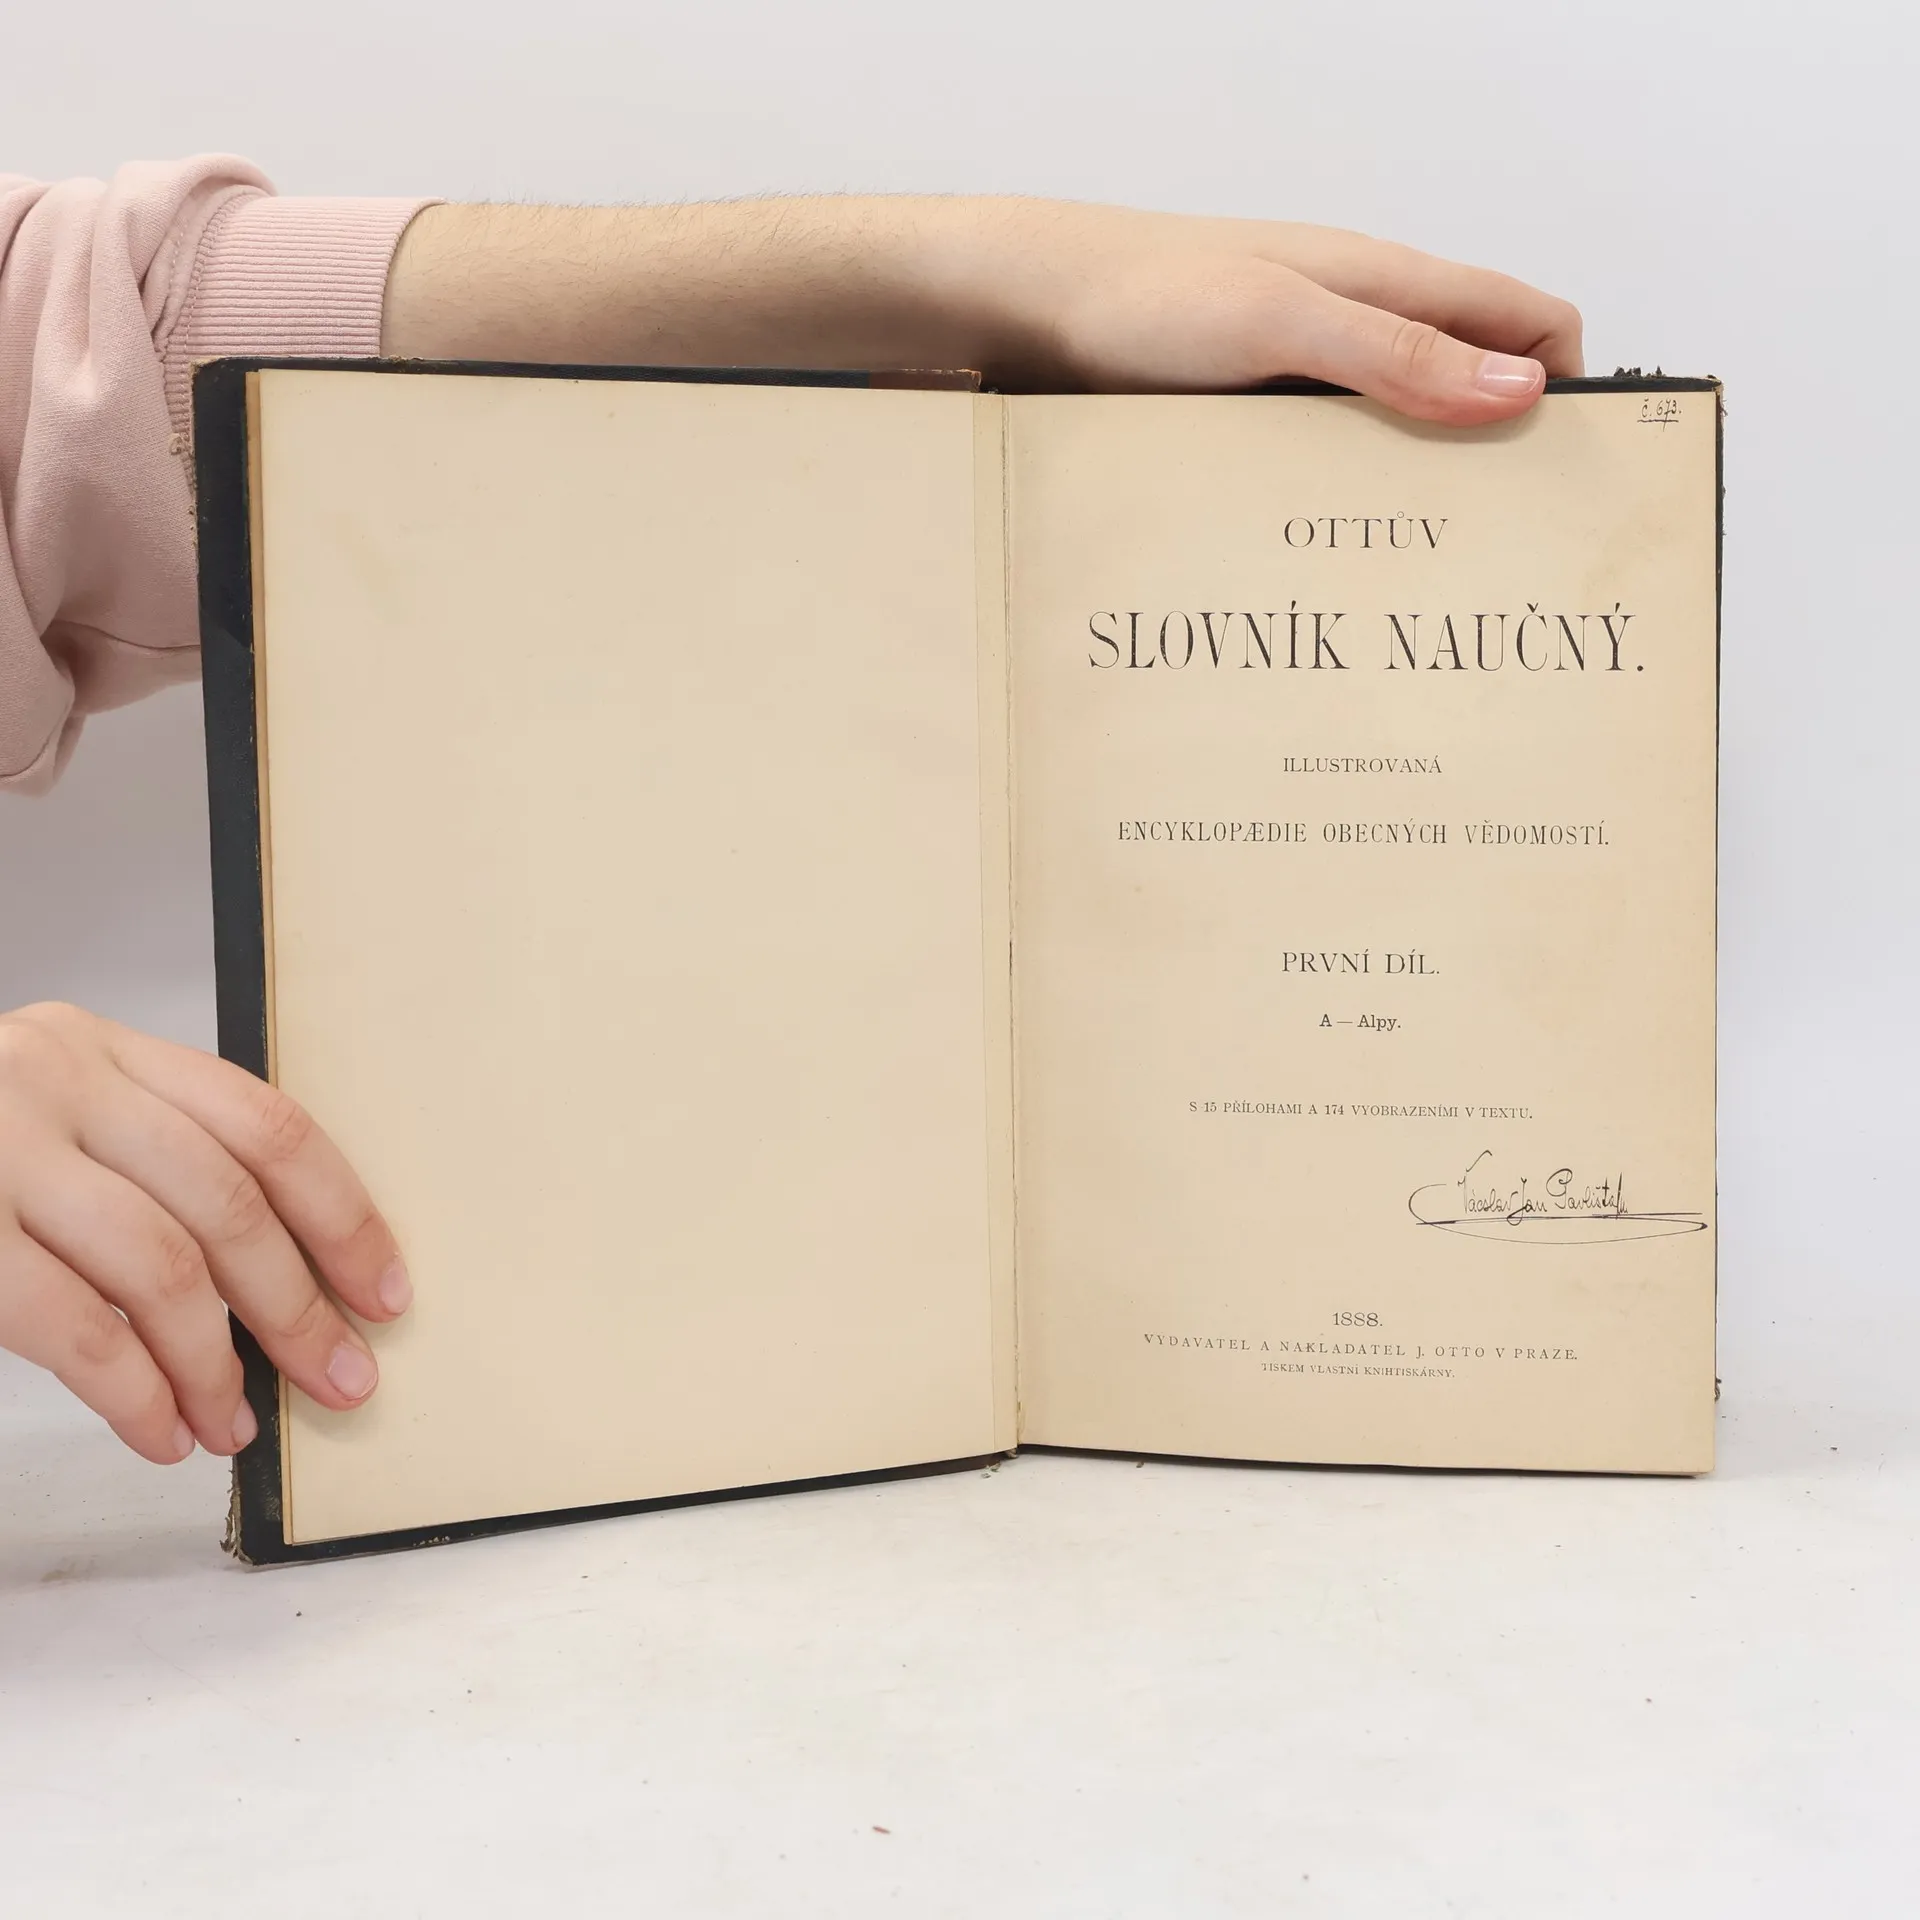 č. 673.
OTTŮV
SLOVNÍK NAUČNÝ.
ILLUSTROVANÁ
ENCYKLOPÆDIE OBECNÝCH VĚDOMOSTÍ.
PRVNÍ DÍL.
A — Alpy.
S 15 PŘÍLOHAMI A 174 VYOBRAZENÍMI V TEXTU.
Václav Jan
1888.
VYDAVATEL A NAKLADATEL J. OTTO V PRAZE.
TISKEM VLASTNÍ KNIHTISKÁRNY.